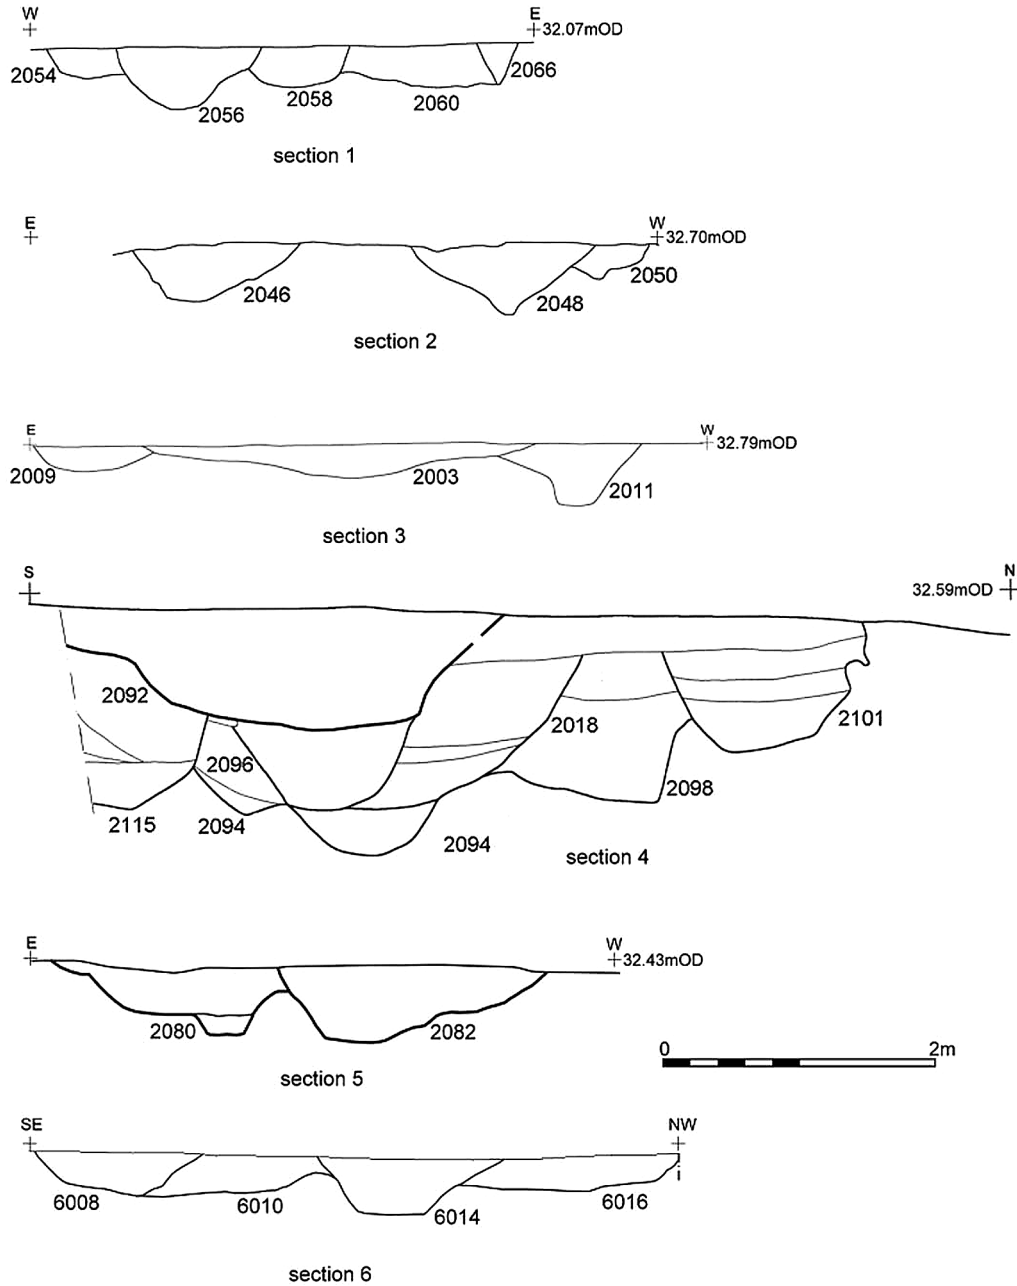 W E
32.07mOD
2054 2066
2058 2060
2056
section 1
E W
32.70mOD
2050
2046 2048
section 2
E W
32.79mOD
2009 2003
2011
section 3
S N
32.59mOD
2092
2018 2101
2096
2098
2115 2094
2094
section 4
E W
32.43mOD
2080 2082
0 2m
section 5
SE NW
6008 6010 6016
6014
section 6